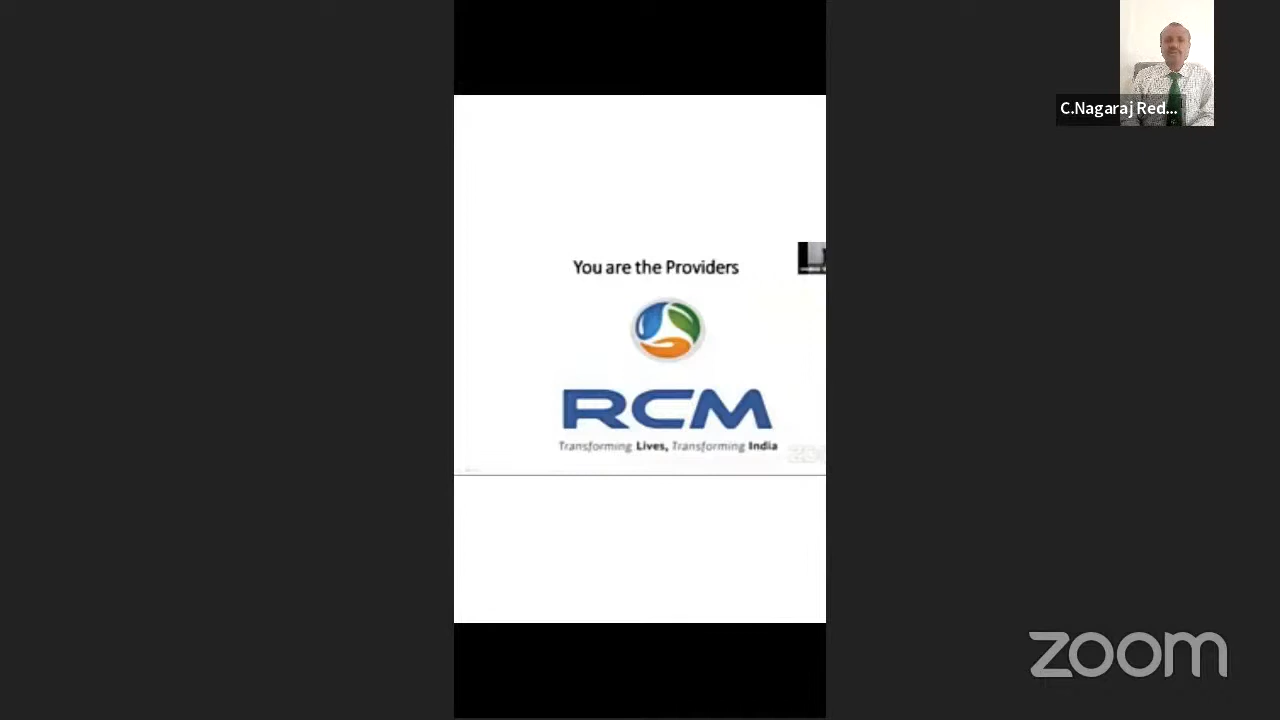 C.Nagaraj Red...
You are the Providers
RCM
Transforming Lives, Transforming India
zoom